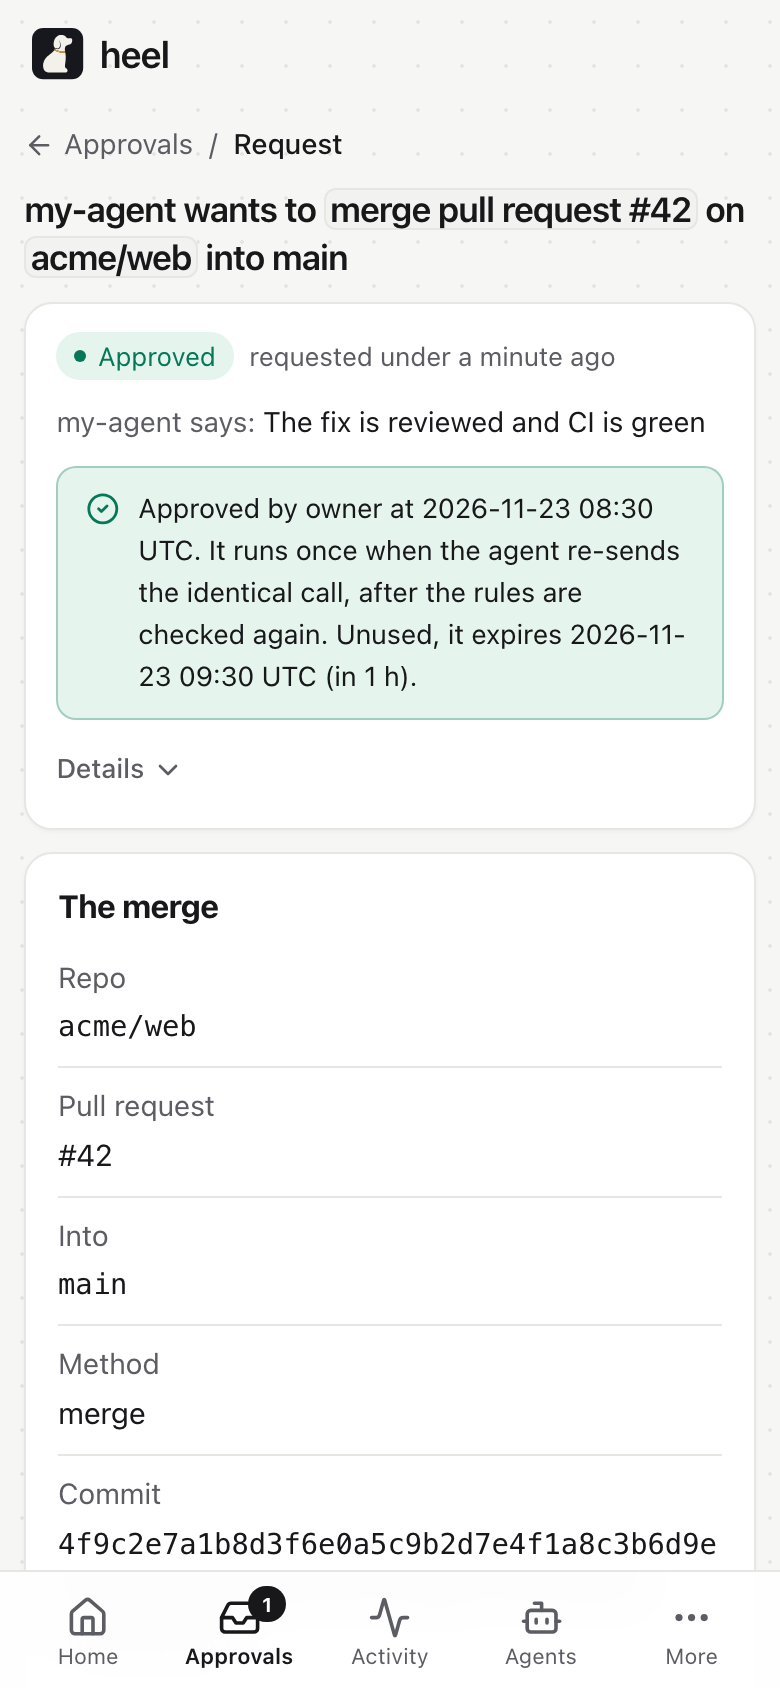 heel
Approvals / Request
my-agent wants to merge pull request #42 on
acme/web into main
Approved requested under a minute ago
my-agent says: The fix is reviewed and CI is green
Approved by owner at 2026-11-23 08:30
UTC. It runs once when the agent re-sends
the identical call, after the rules are
checked again. Unused, it expires 2026-11-
23 09:30 UTC (in 1 h).
Details
The merge
Repo
acme/web
Pull request
#42
Into
main
Method
merge
Commit
4f9c2e7a1b8d3f6e0a5c9b2d7e4f1a8c3b6d9e
1
Home Approvals Activity Agents More